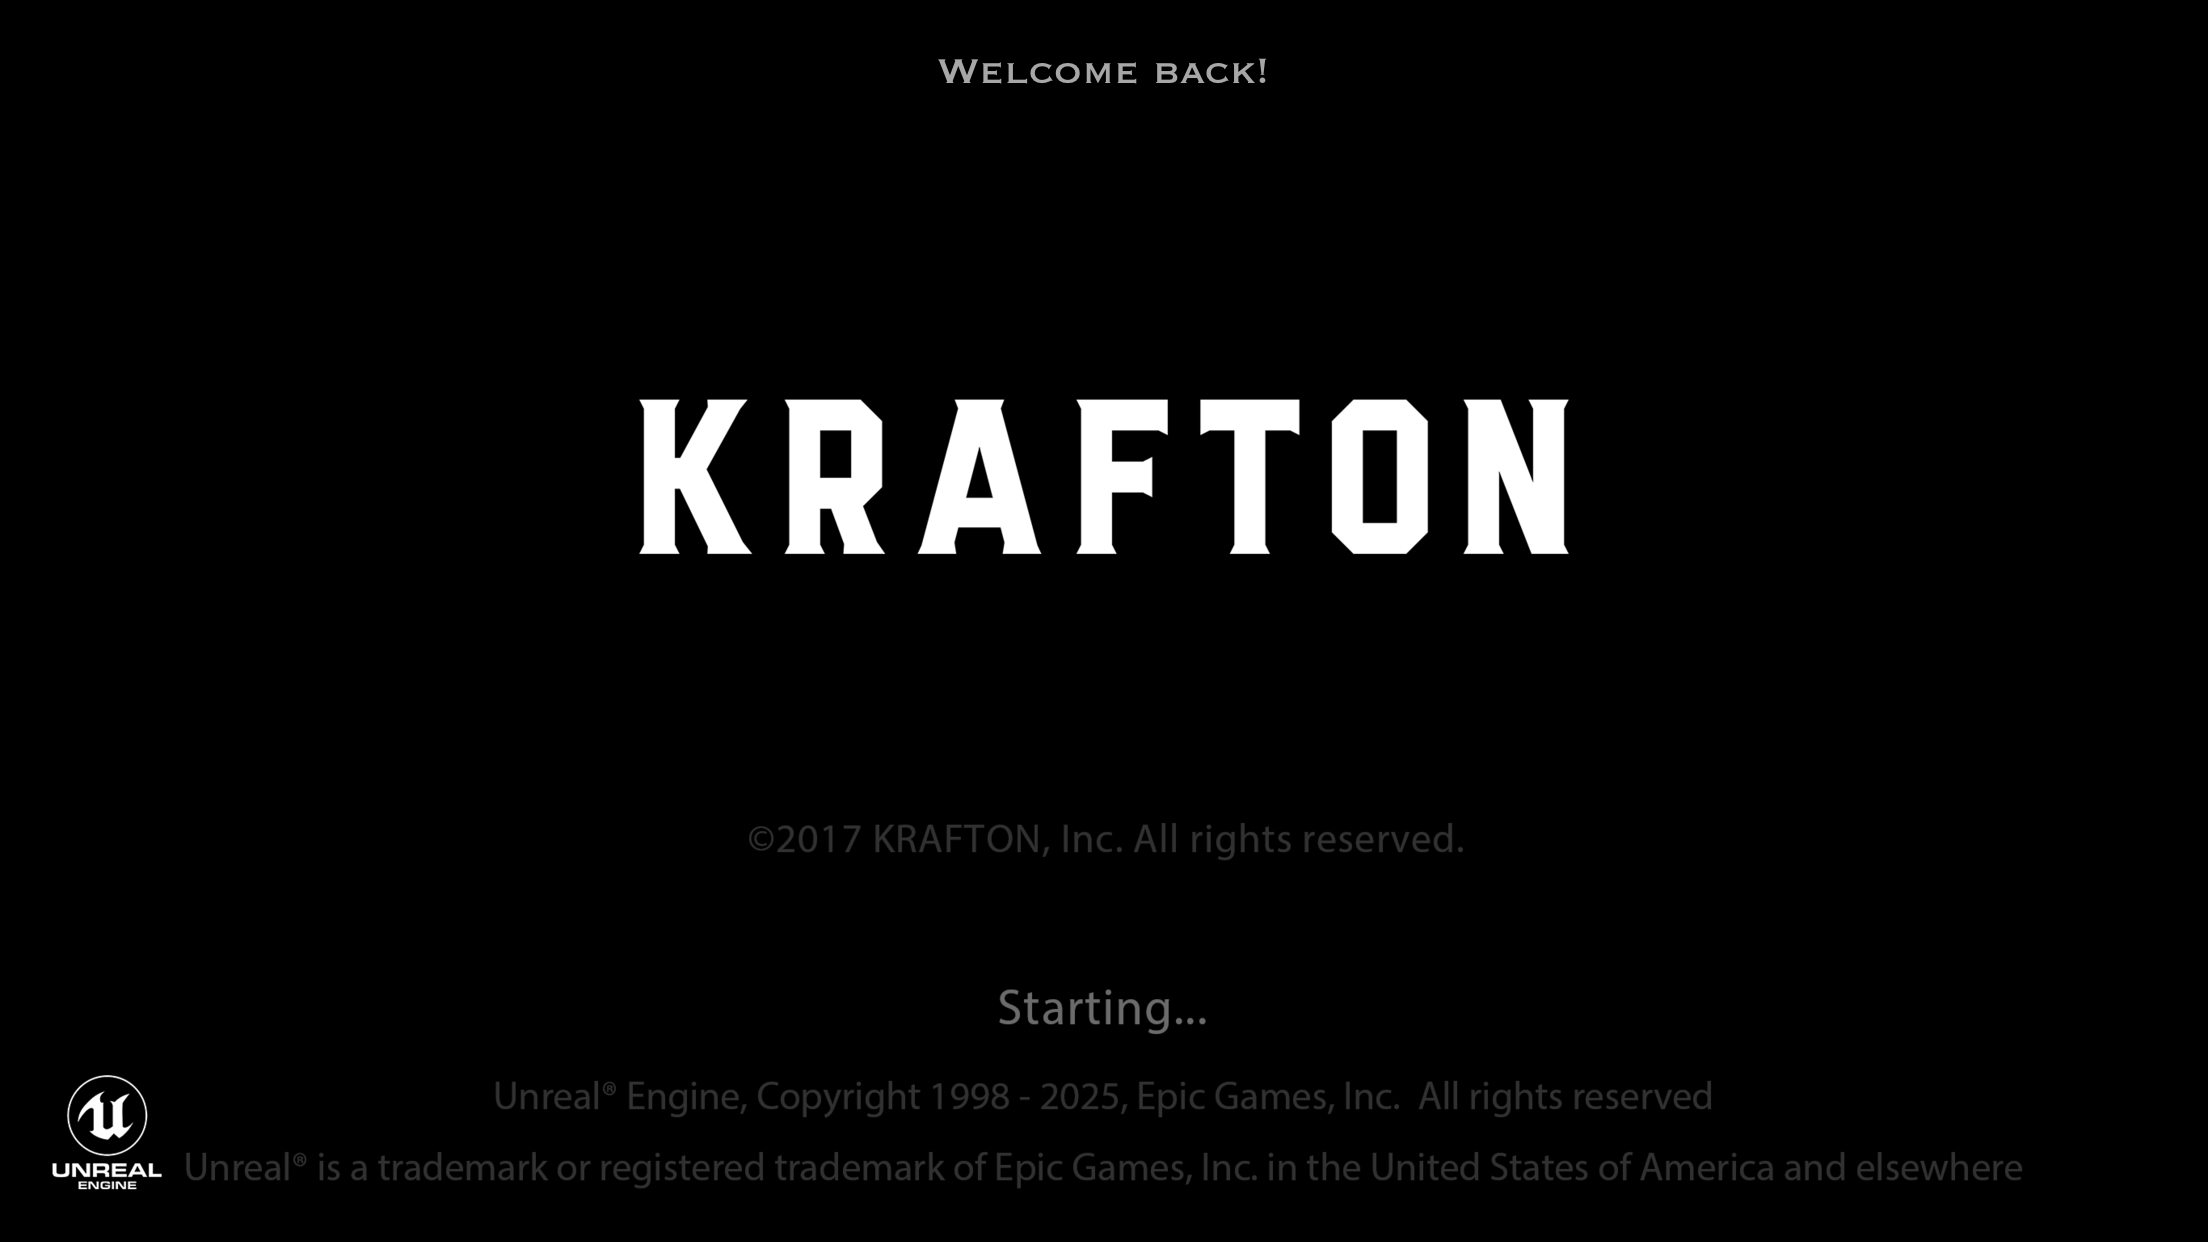 Welcome back!
KRAFTON
©2017 KRAFTON, Inc. All rights reserved.
Starting...
Unreal® Engine, Copyright 1998 - 2025, Epic Games, Inc.  All rights reserved
UNREAL
ENGINE
Unreal® is a trademark or registered trademark of Epic Games, Inc. in the United States of America and elsewhere